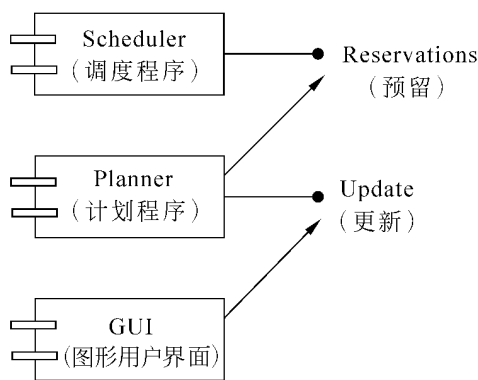 Scheduler
（调度程序）
Reservations
（预留）
Planner
（计划程序）
Update
（更新）
GUI
(图形用户界面)